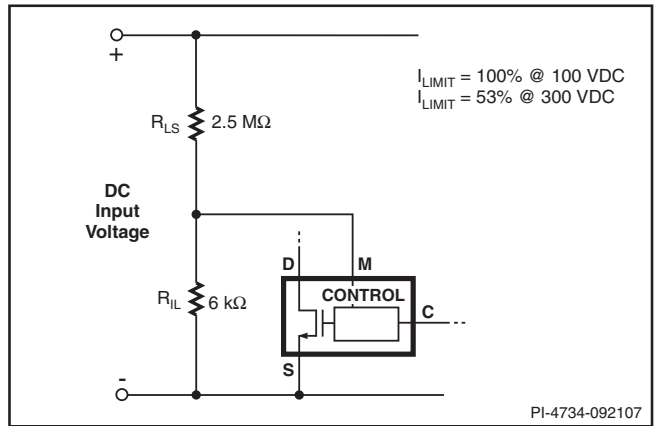 +
I_LIMIT = 100% @ 100 VDC
I_LIMIT = 53% @ 300 VDC
R_LS 2.5 MΩ
DC
Input
Voltage
D M
R_IL 6 kΩ
CONTROL
C
S
-
PI-4734-092107